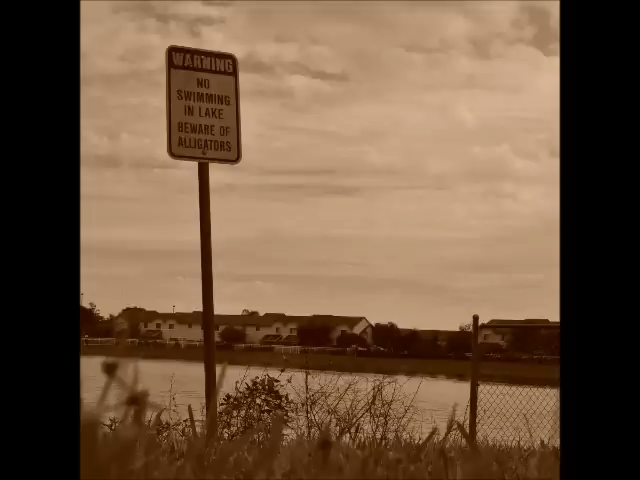 WARNING
NO
SWIMMING
IN LAKE
BEWARE OF
ALLIGATORS